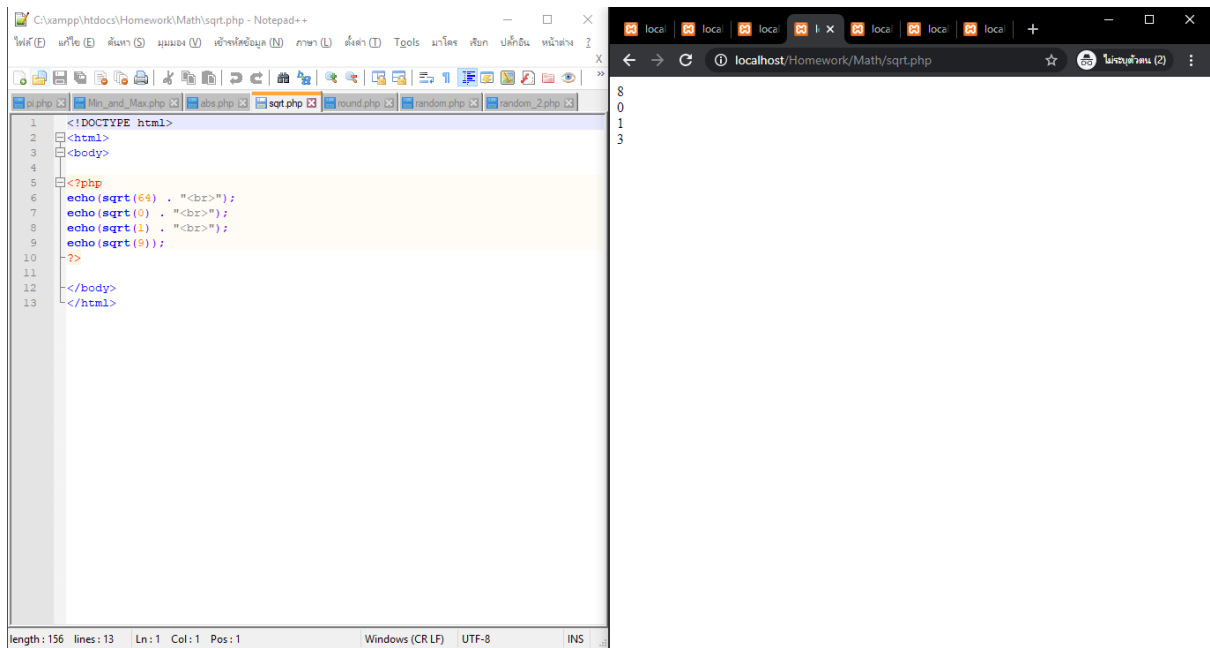 C:\xampp\htdocs\Homework\Math\sqrt.php - Notepad++
ไฟล์(F) แก้ไข (E) ค้นหา (S) มุมมอง (V) เข้ารหัสข้อมูล (N) ภาษา (L) ตั้งค่า (T) Tools มาโคร เรียก ปลั๊กอิน หน้าต่าง ?
X
pi.php Min_and_Max.php abs.php sqrt.php round.php random.php random_2.php
1 <!DOCTYPE html>
2 <html>
3 <body>
4
5 <?php
6 echo(sqrt(64) . "<br>");
7 echo(sqrt(0) . "<br>");
8 echo(sqrt(1) . "<br>");
9 echo(sqrt(9));
10 ?>
11
12 </body>
13 </html>
length : 156 lines : 13 Ln : 1 Col : 1 Pos : 1 Windows (CR LF) UTF-8 INS
local local local local local local
localhost/Homework/Math/sqrt.php ไม่ระบุตัวตน (2)
8
0
1
3